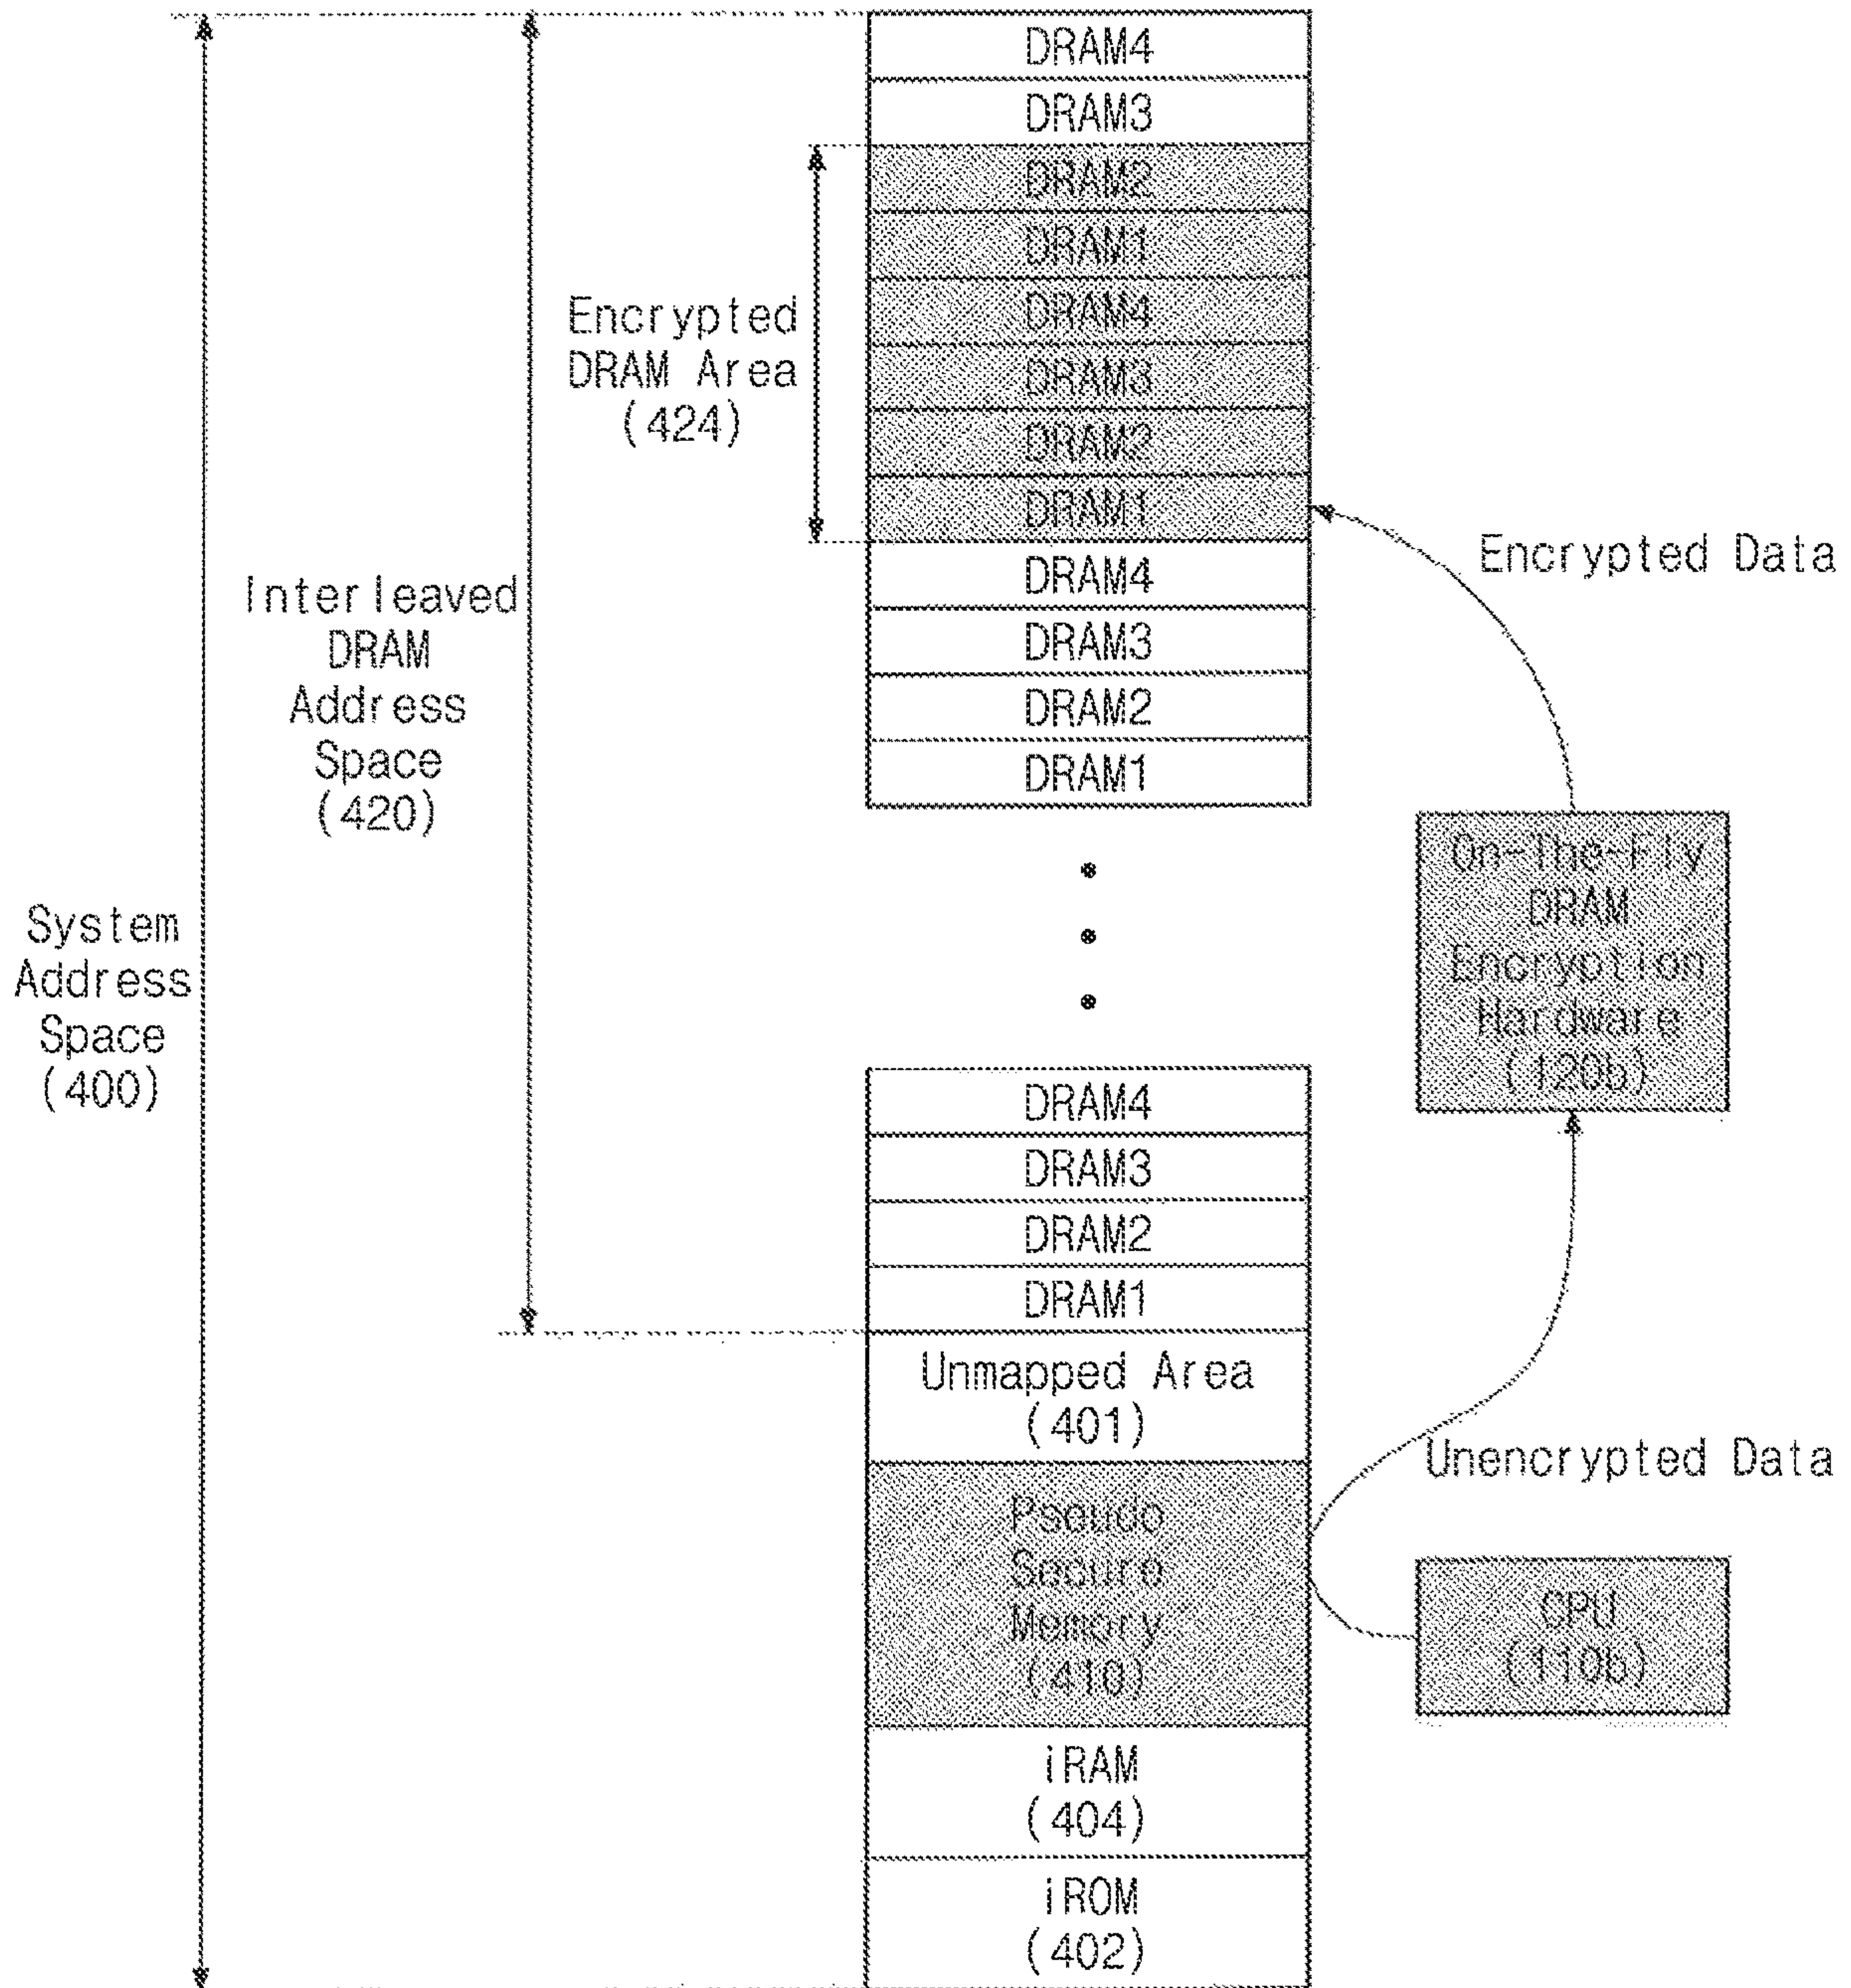 DRAM4
DRAM3
DRAM2
DRAM1
DRAM4
DRAM3
DRAM2
DRAM1
DRAM4
DRAM3
DRAM2
DRAM1
Encrypted
DRAM Area
(424)
Encrypted Data
Interleaved
DRAM
Address
Space
(420)
On-The-Fly
DRAM
Encryption
Hardware
(120b)
System
Address
Space
(400)
DRAM4
DRAM3
DRAM2
DRAM1
Unmapped Area
(401)
Unencrypted Data
Pseudo
Secure
Memory
(410)
CPU
(110b)
iRAM
(404)
iROM
(402)